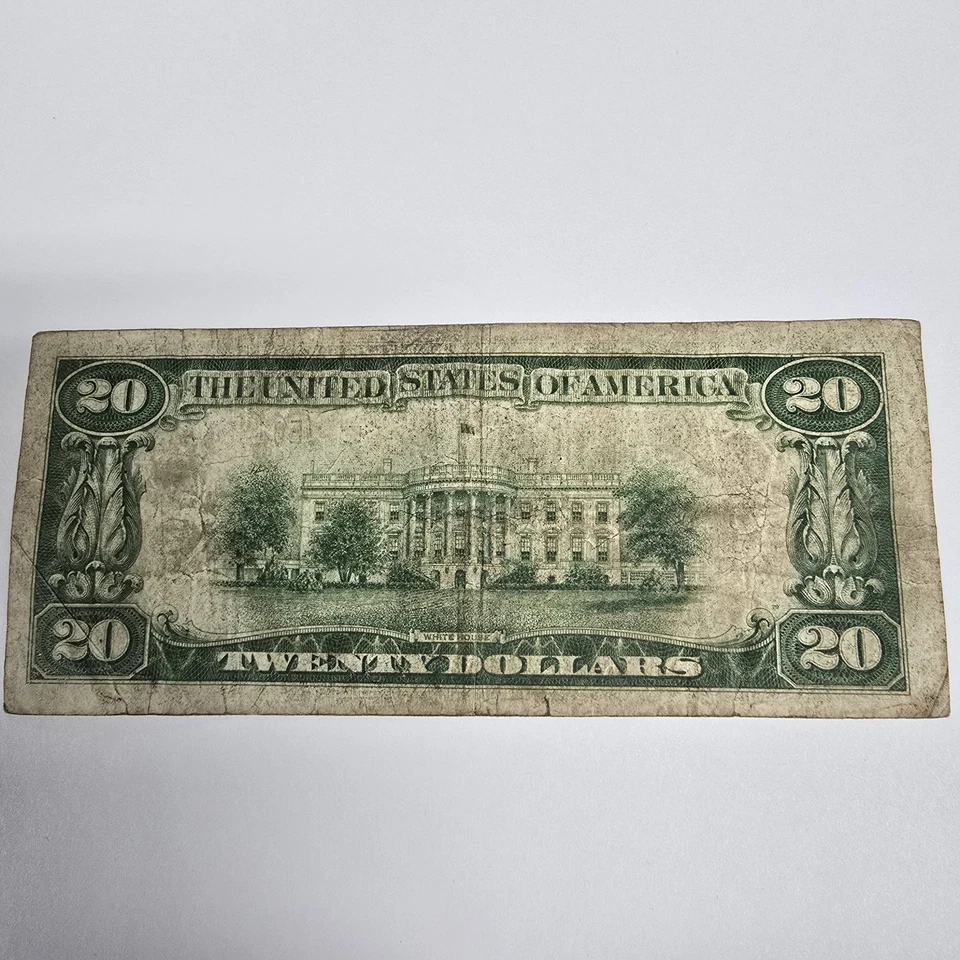 20 THE UNITED STATES OF AMERICA 20
WHITE HOUSE
20 TWENTY DOLLARS 20